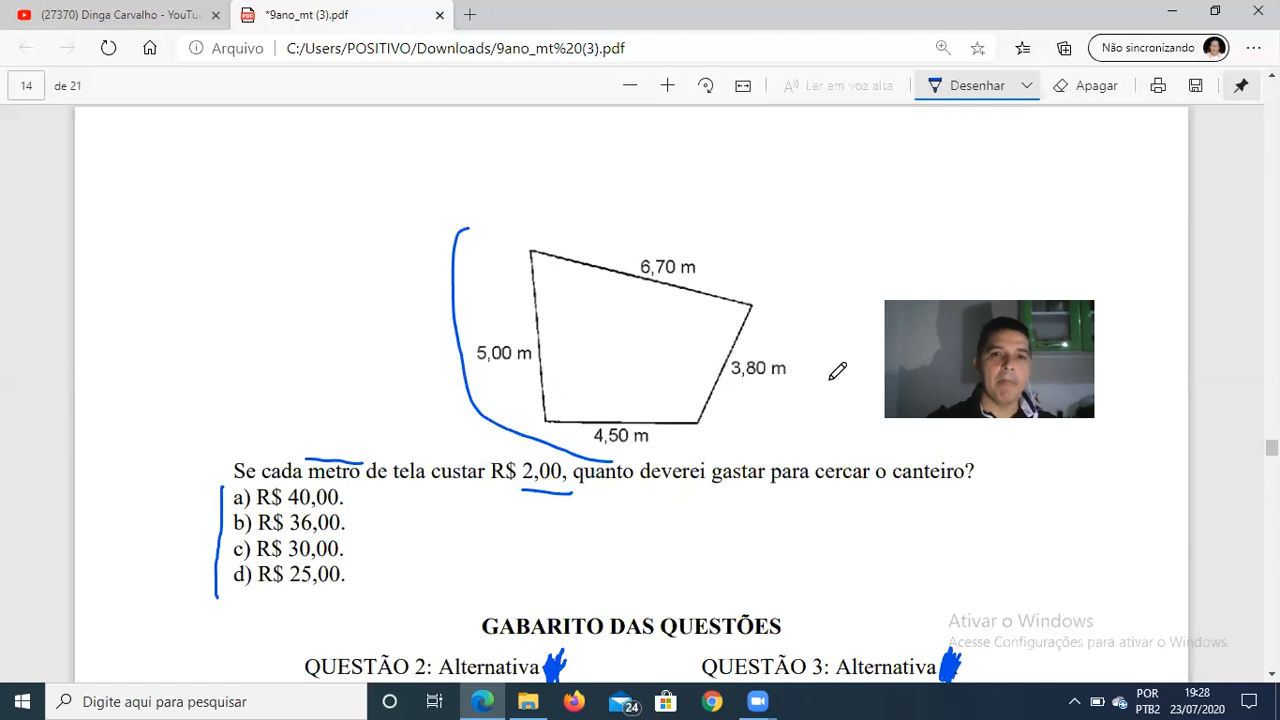 (27370) Dinga Carvalho - YouTu
*9ano_mt (3).pdf
Arquivo
C:/Users/POSITIVO/Downloads/9ano_mt%20(3).pdf
Não sincronizando
14 de 21
Ler em voz alta
Desenhar
Apagar
6,70 m
5,00 m
3,80 m
4,50 m
Se cada metro de tela custar R$ 2,00, quanto deverei gastar para cercar o canteiro?
a) R$ 40,00.
b) R$ 36,00.
c) R$ 30,00.
d) R$ 25,00.
GABARITO DAS QUESTÕES
Ativar o Windows
Acesse Configurações para ativar o Windows.
QUESTÃO 2: Alternativa
QUESTÃO 3: Alternativa
Digite aqui para pesquisar
24
POR
PTB2
19:28
23/07/2020